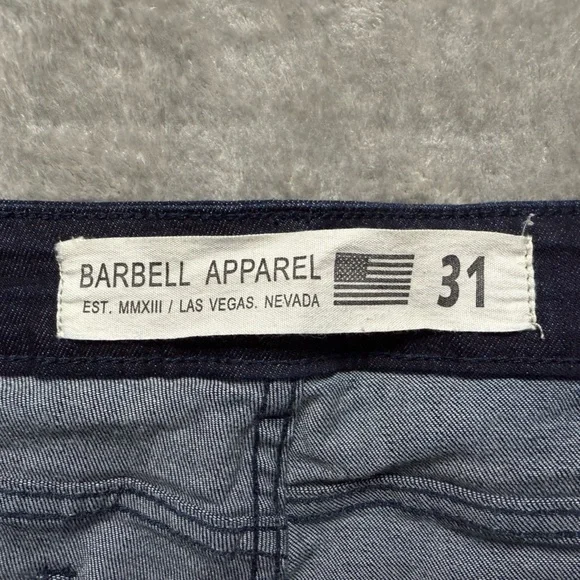 BARBELL APPAREL
EST. MMXIII / LAS VEGAS. NEVADA
31